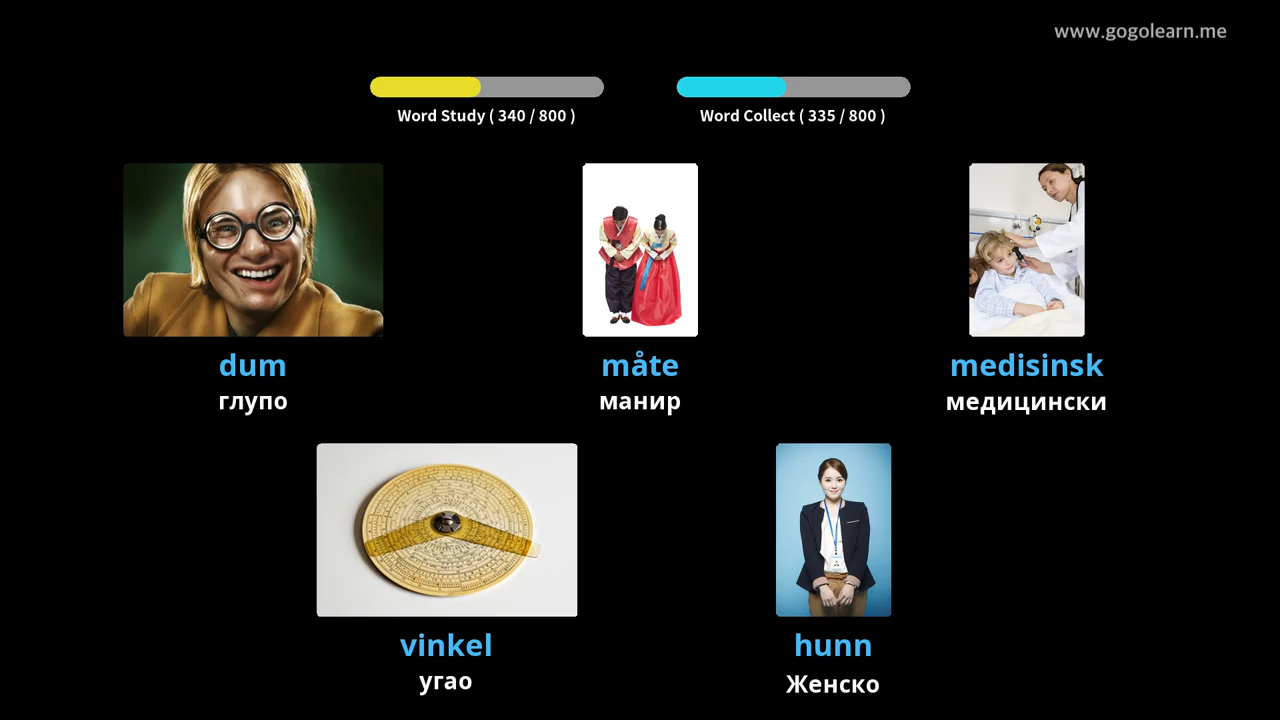 www.gogolearn.me
Word Study ( 340 / 800 )
Word Collect ( 335 / 800 )
dum
глупо
måte
манир
medisinsk
медицински
vinkel
угао
hunn
Женско